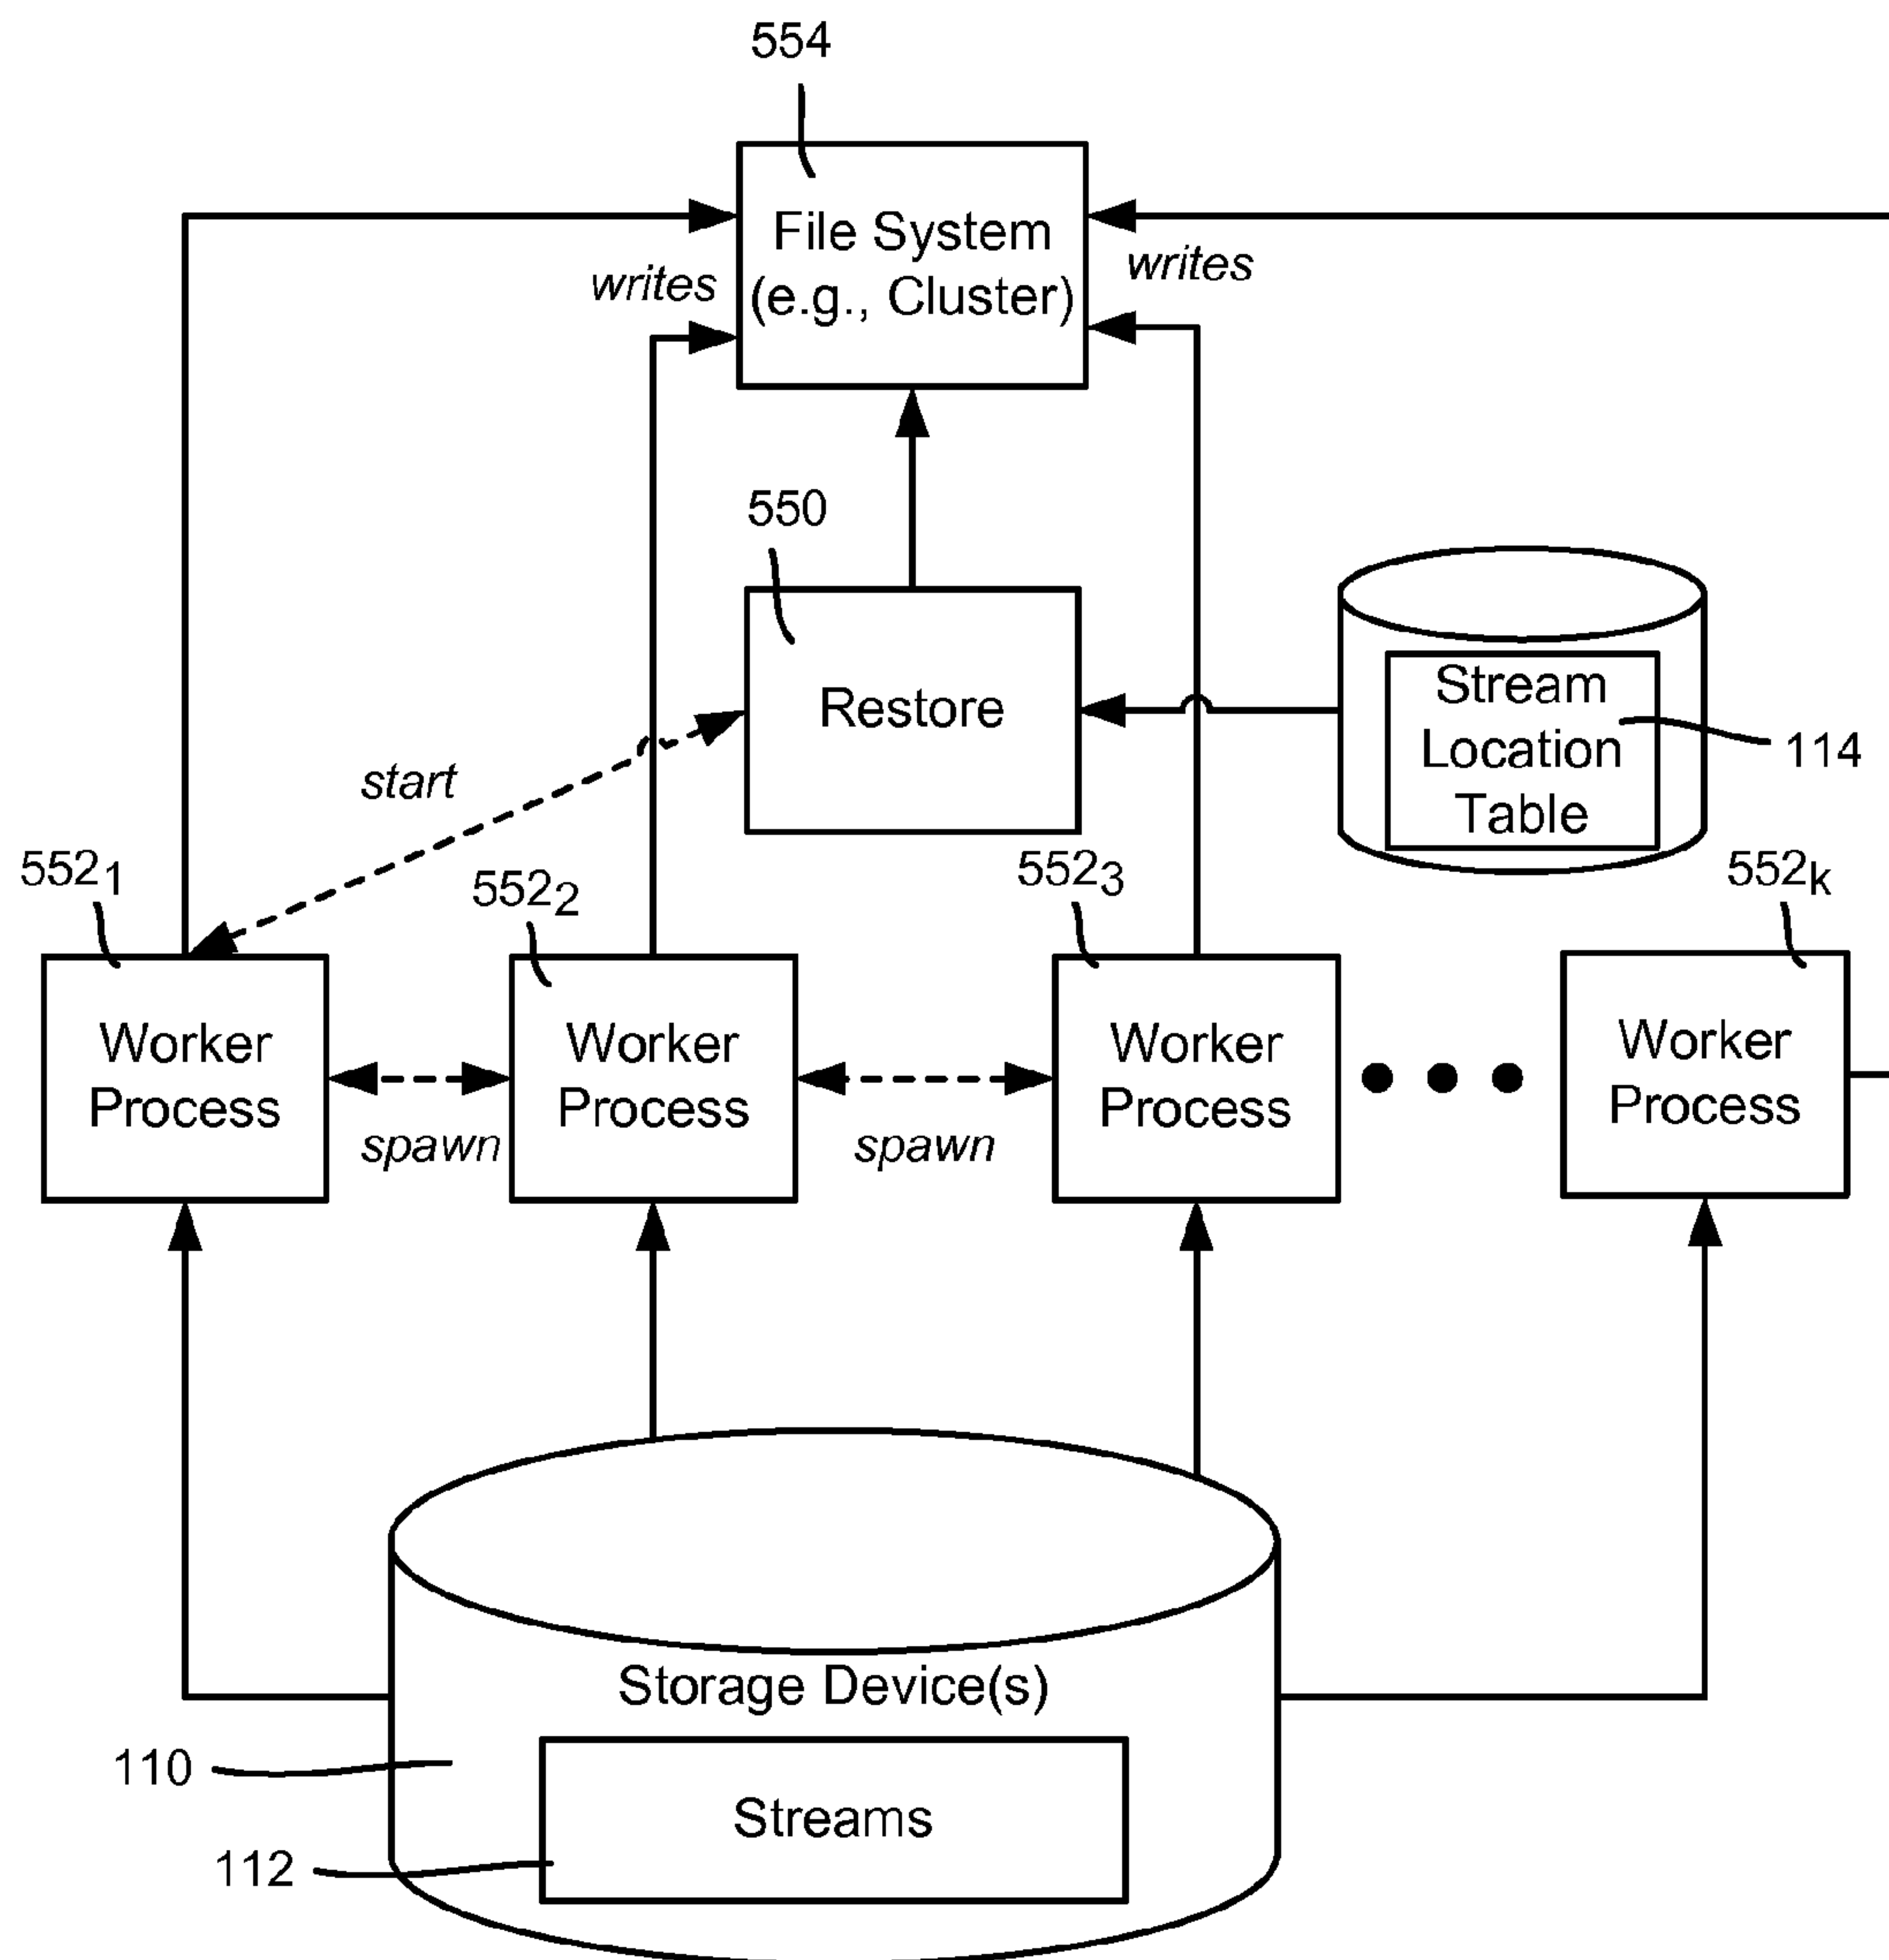 554
File System
(e.g., Cluster)
writes
writes
550
Restore
Stream
Location
Table
114
start
552₁
552₂
552₃
552ₖ
Worker
Process
Worker
Process
Worker
Process
Worker
Process
spawn
spawn
Storage Device(s)
110
Streams
112